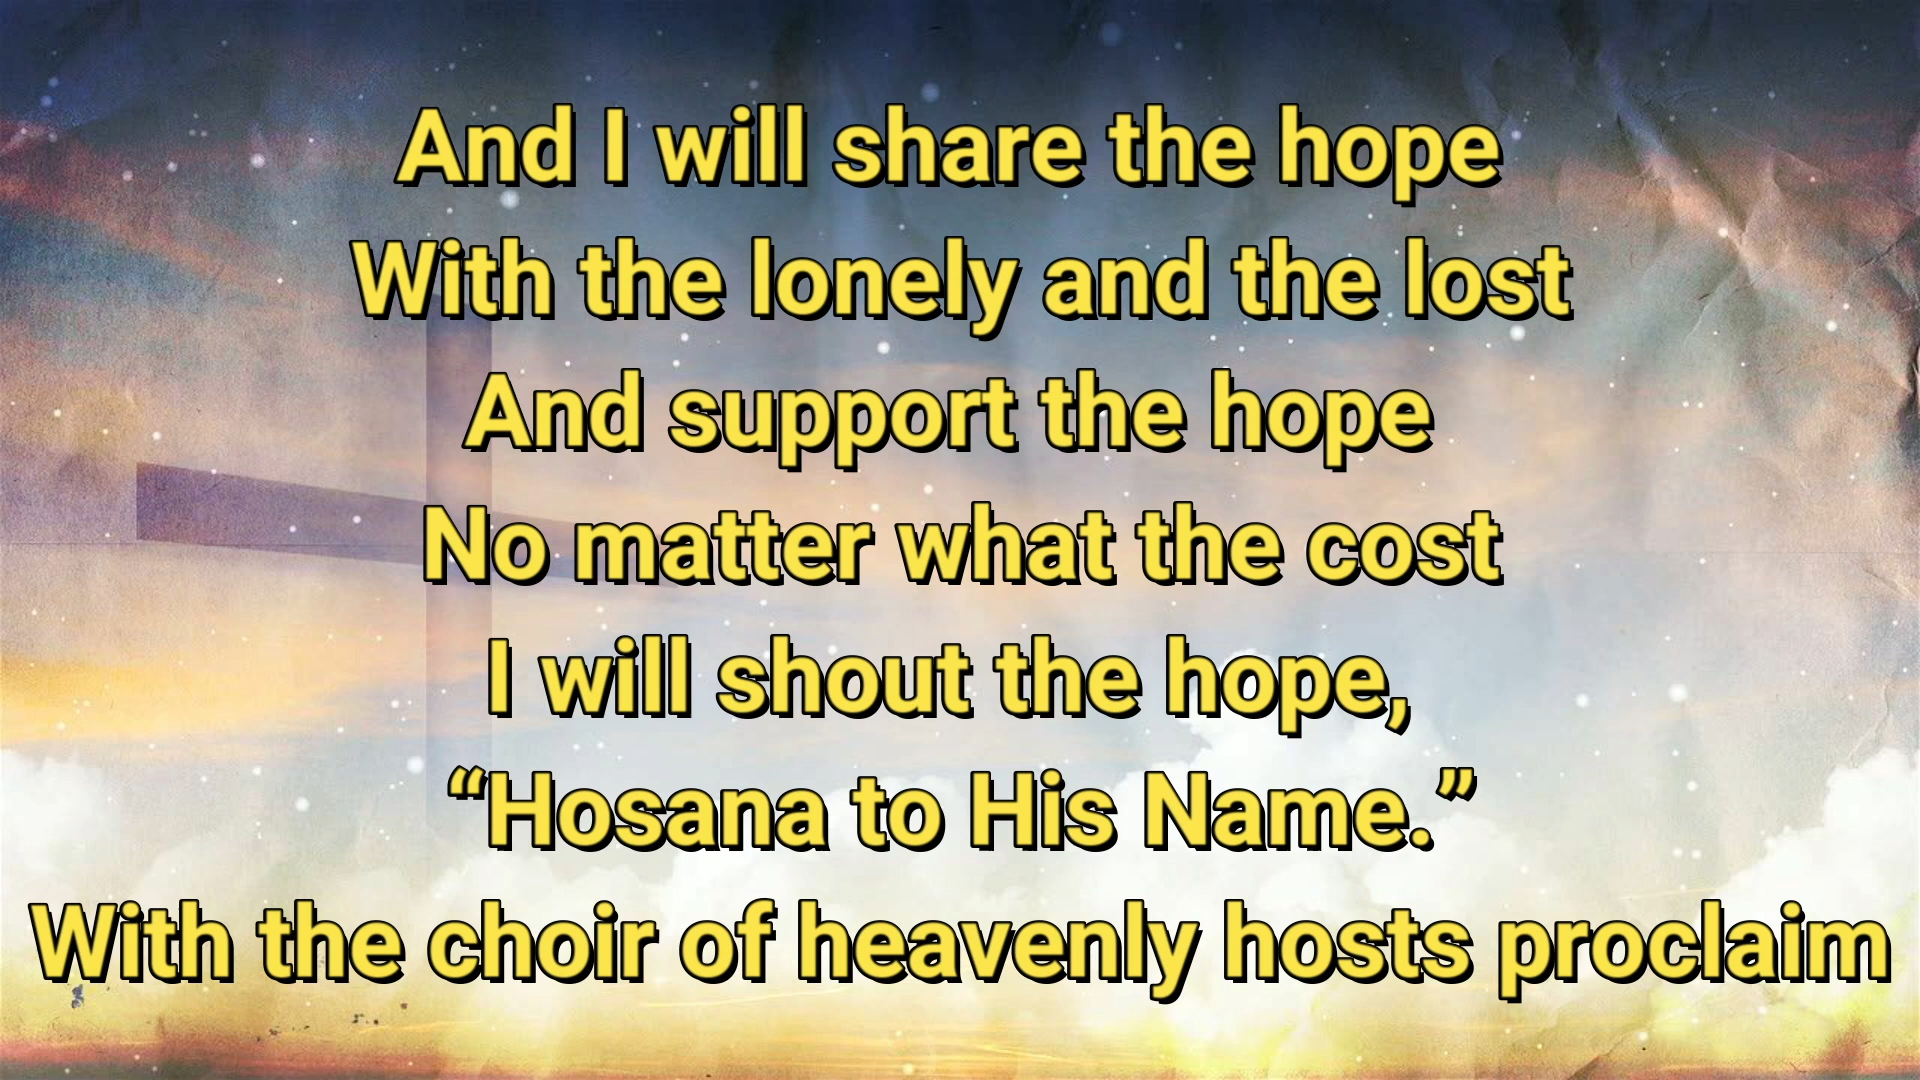 And I will share the hope
With the lonely and the lost
And support the hope
No matter what the cost
I will shout the hope,
“Hosana to His Name.”
With the choir of heavenly hosts proclaim